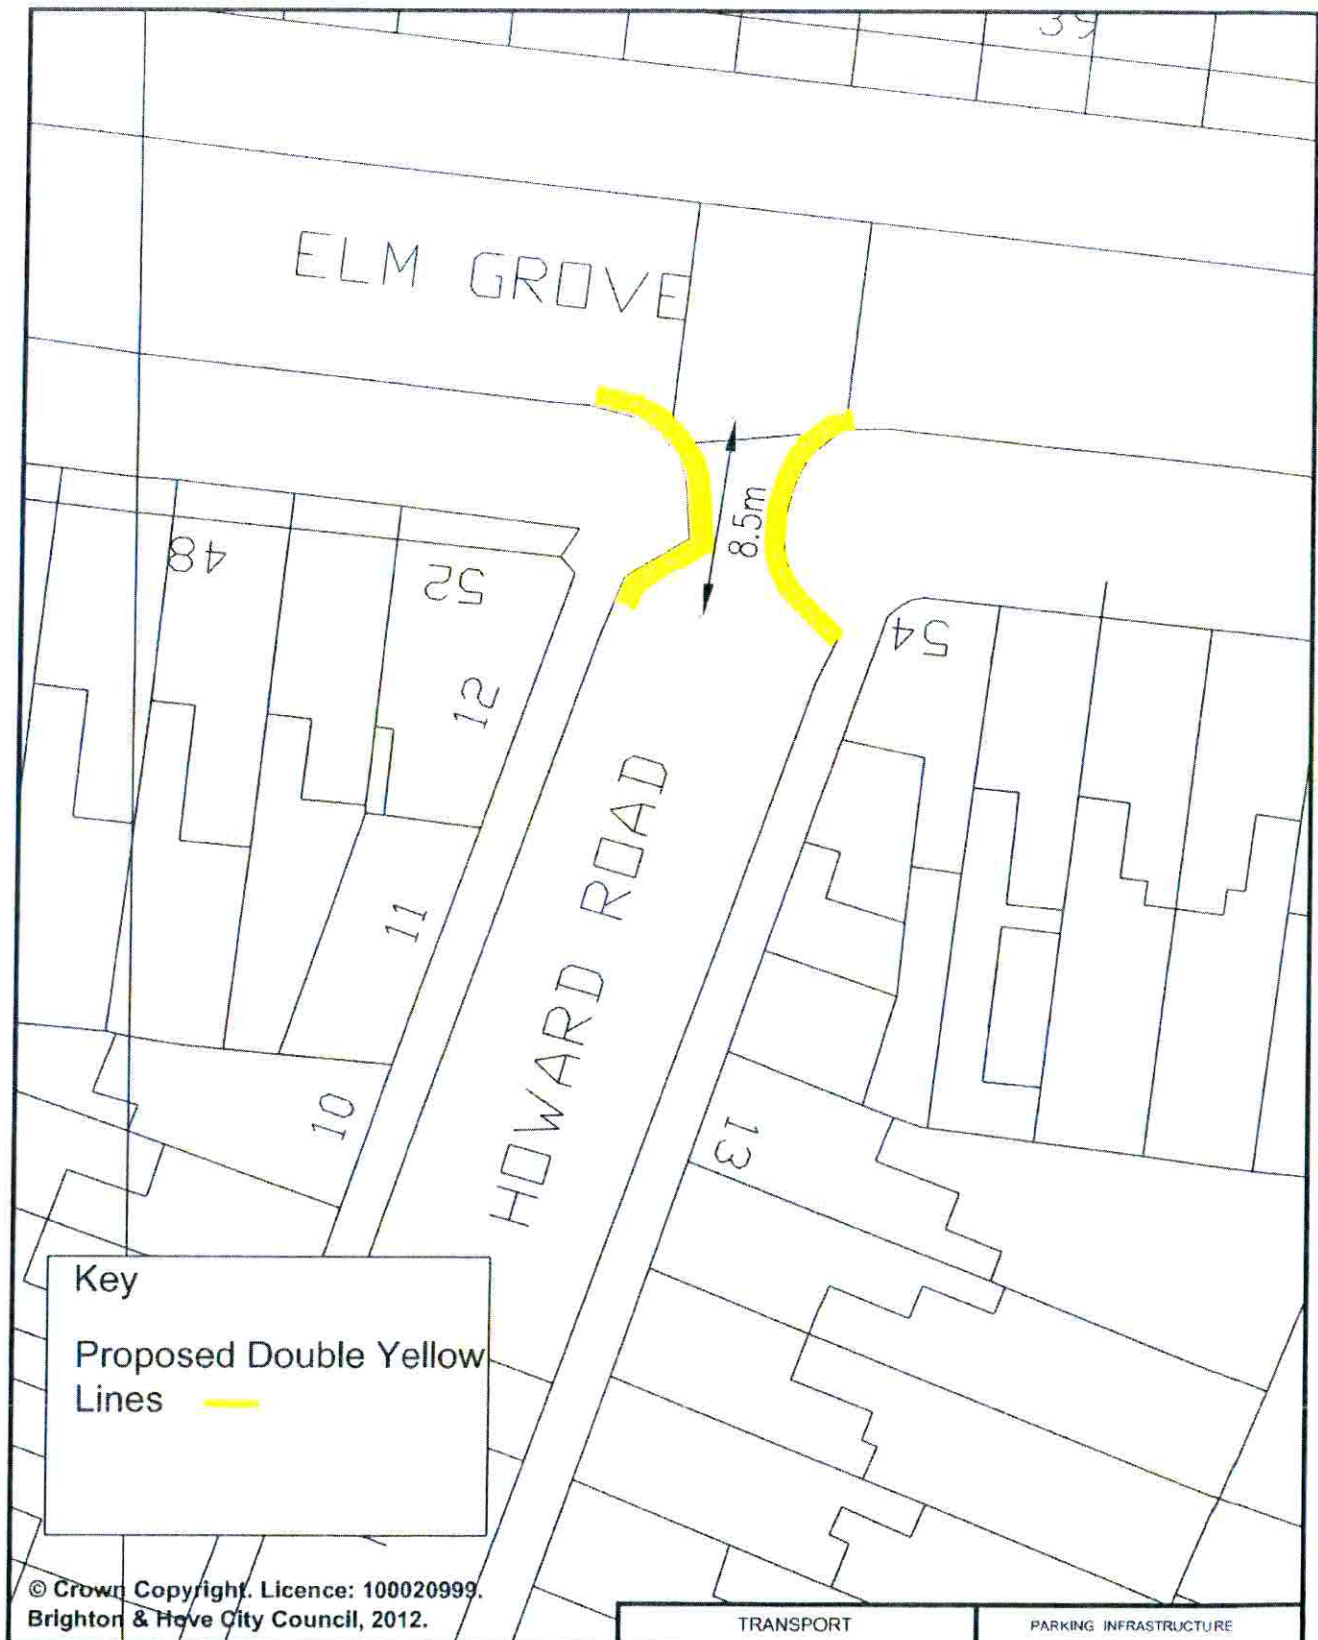 39
ELM GROVE
8.5m
48
52
54
12
HOWARD ROAD
11
10
13
Key
Proposed Double Yellow
Lines
© Crown Copyright. Licence: 100020999.
Brighton & Hove City Council, 2012.
TRANSPORT
PARKING INFRASTRUCTURE